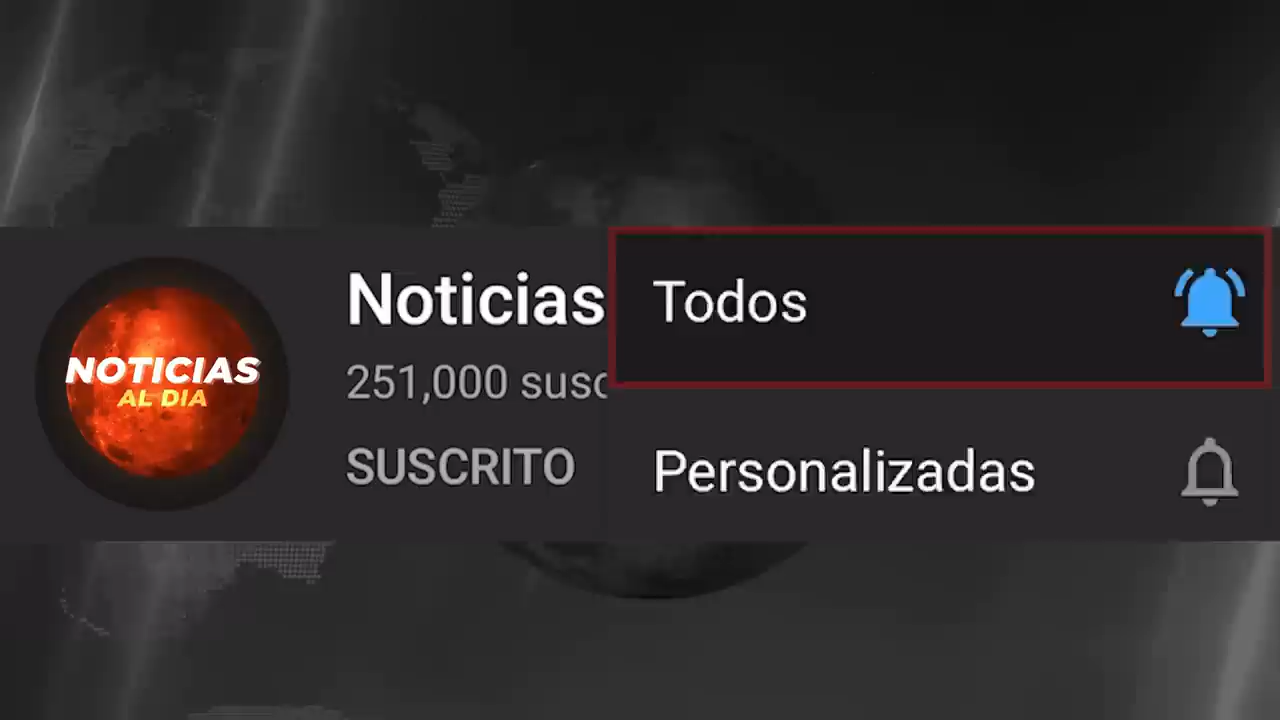 NOTICIAS
AL DIA
Noticias
251,000 susc
SUSCRITO
Todos
Personalizadas